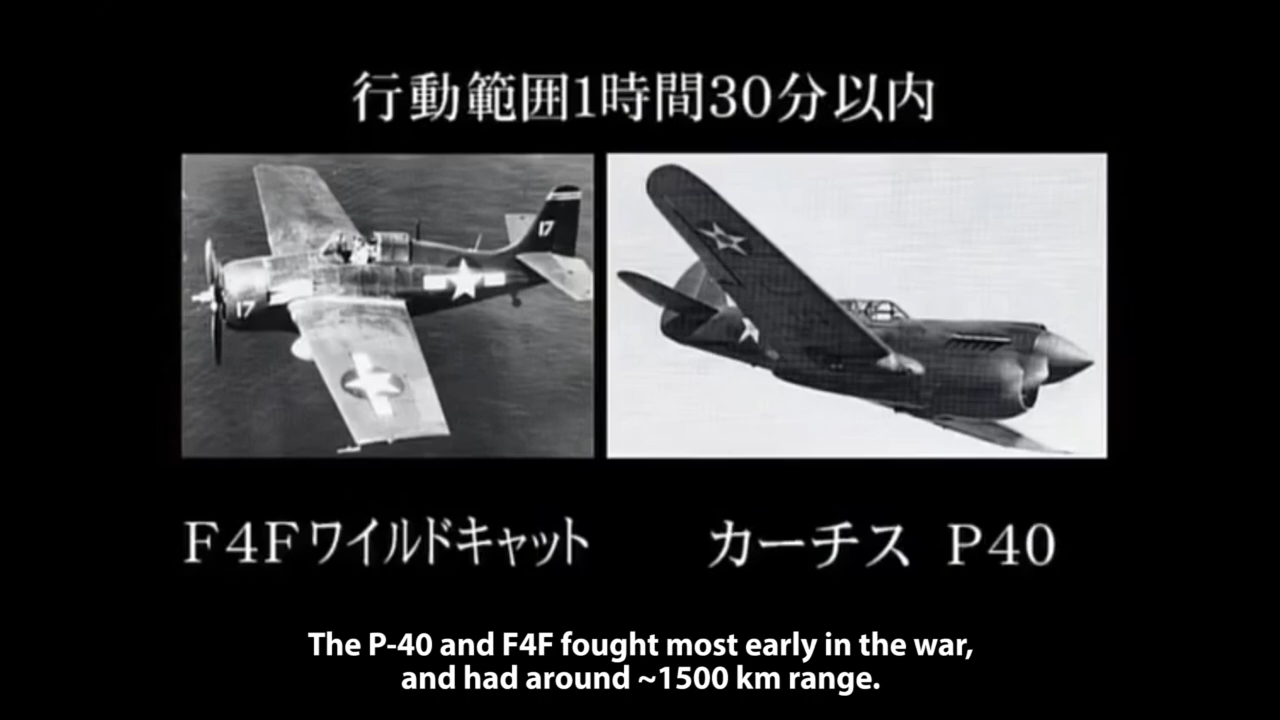 行動範囲1時間30分以内
17
17
F4Fワイルドキャット
カーチス P40
The P-40 and F4F fought most early in the war,
and had around ~1500 km range.